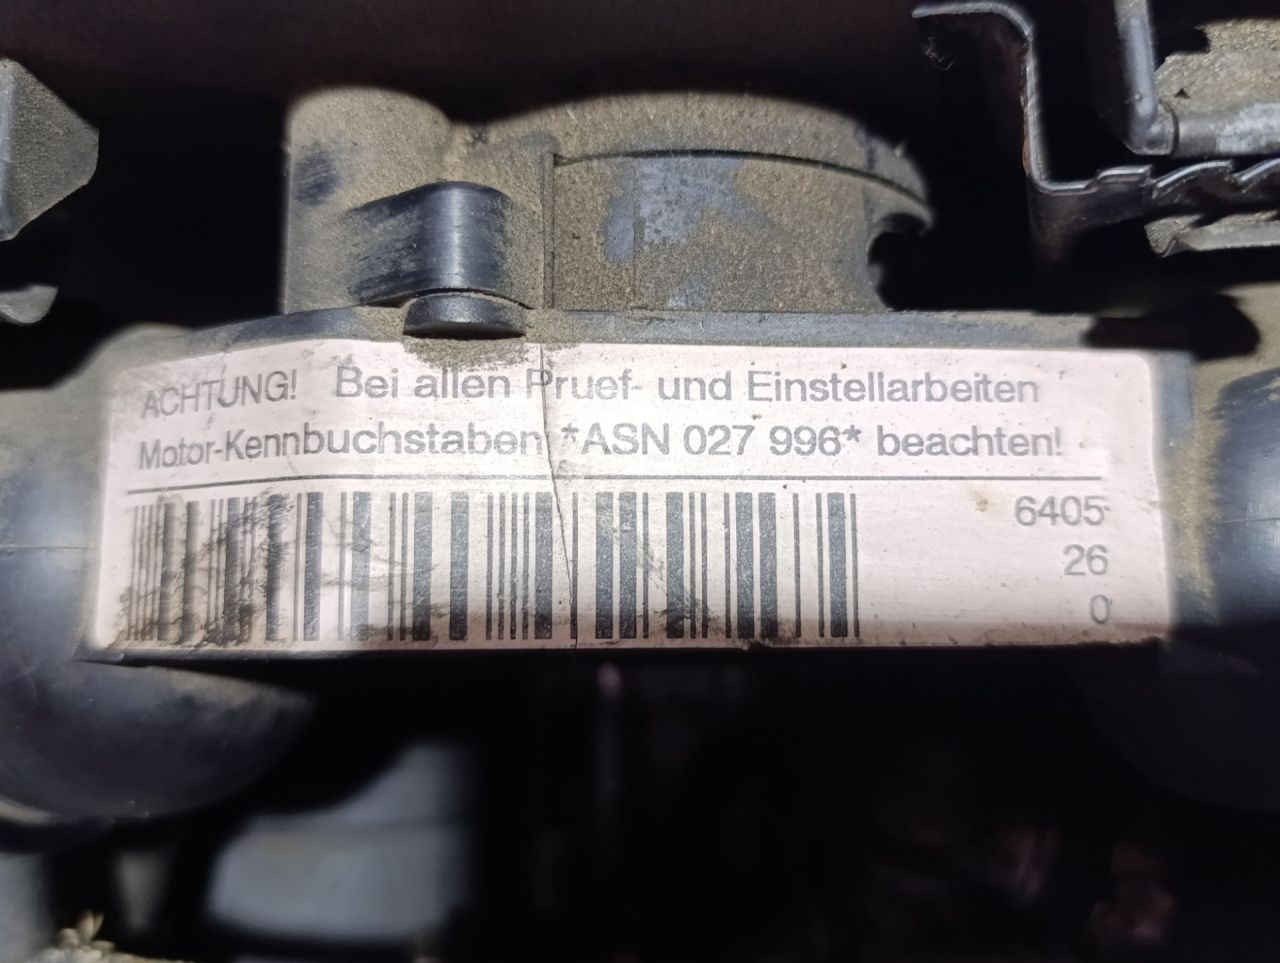 ACHTUNG! Bei allen Pruef- und Einstellarbeiten
Motor-Kennbuchstaben *ASN 027 996* beachten!
6405
26
0